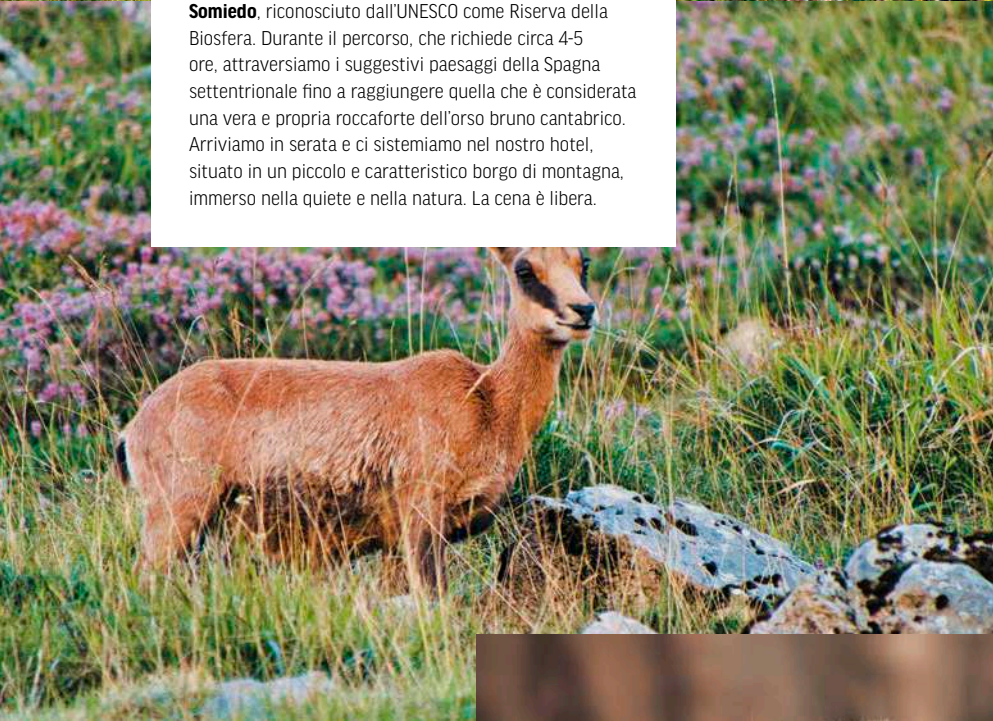 Somiedo, riconosciuto dall'UNESCO come Riserva della
Biosfera. Durante il percorso, che richiede circa 4-5
ore, attraversiamo i suggestivi paesaggi della Spagna
settentrionale fino a raggiungere quella che è considerata
una vera e propria roccaforte dell'orso bruno cantabrico.
Arriviamo in serata e ci sistemiamo nel nostro hotel,
situato in un piccolo e caratteristico borgo di montagna,
immerso nella quiete e nella natura. La cena è libera.